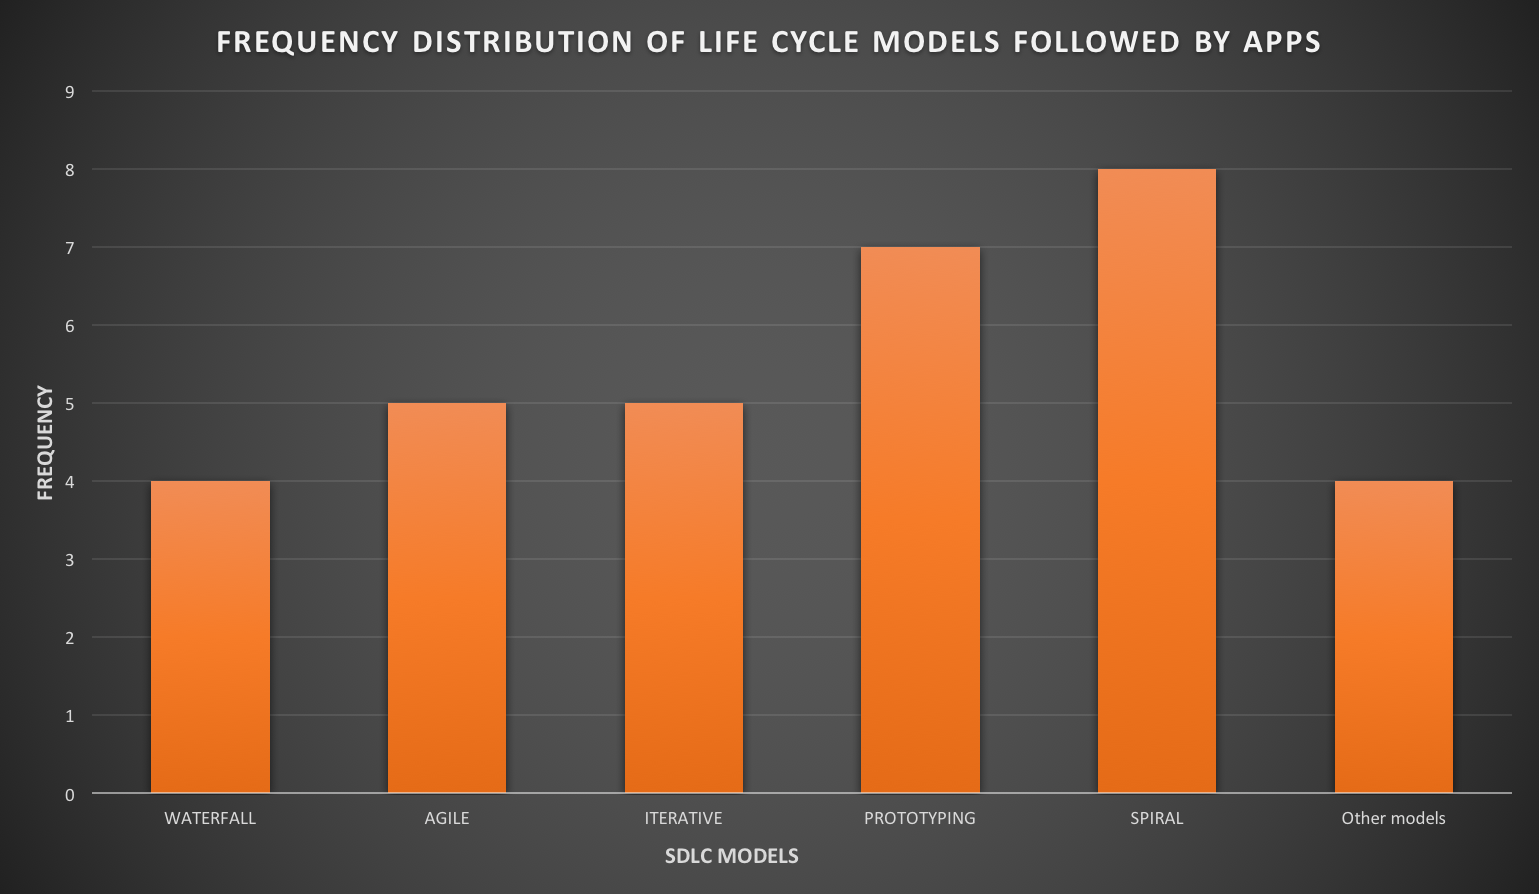 FREQUENCY DISTRIBUTION OF LIFE CYCLE MODELS FOLLOWED BY APPS
9
8
7
6
5
4
3
2
1
0
FREQUENCY
WATERFALL
AGILE
ITERATIVE
PROTOTYPING
SPIRAL
Other models
SDLC MODELS